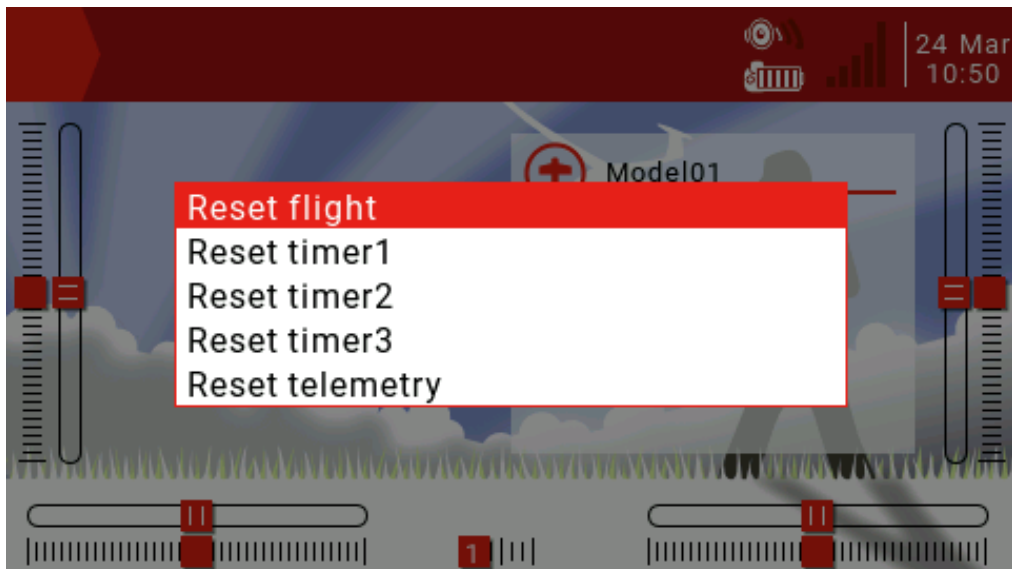 24 Mar
10:50
Model01
Reset flight
Reset timer1
Reset timer2
Reset timer3
Reset telemetry
1